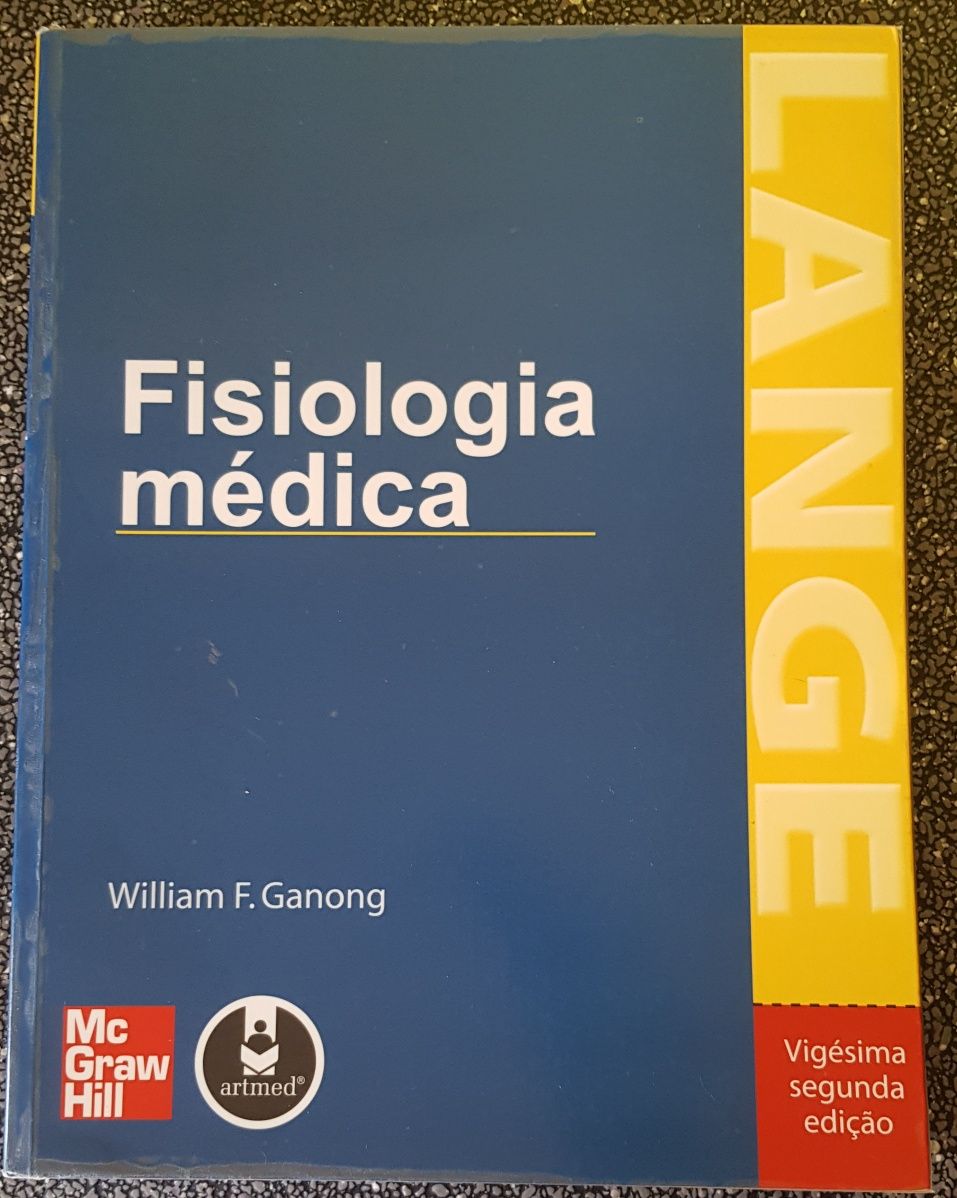 LANGE
Fisiologia
médica
William F. Ganong
Mc
Graw
Hill
artmed®
Vigésima
segunda
edição